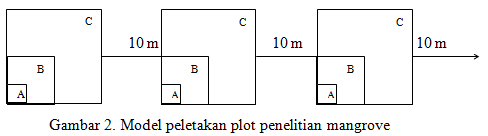 C C C
10 m 10 m 10 m
B B B
A A A
Gambar 2. Model peletakan plot penelitian mangrove